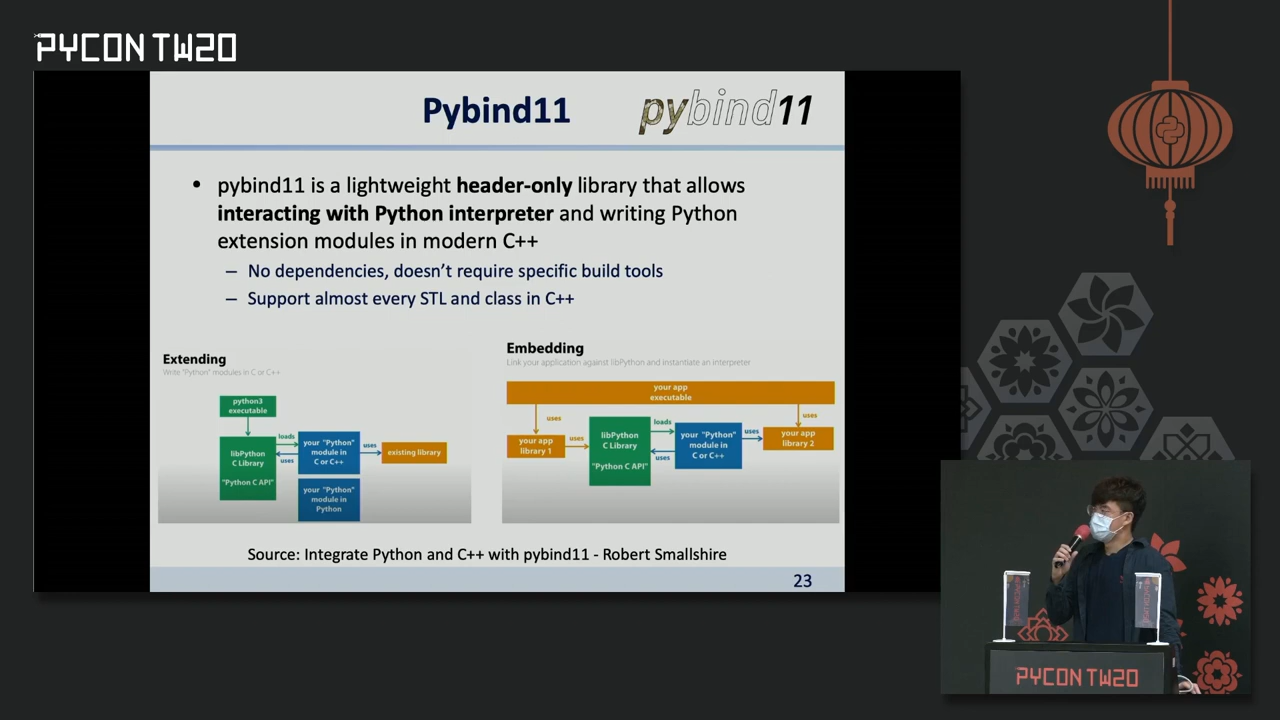 PYCON TW20
Pybind11
pybind11
• pybind11 is a lightweight header-only library that allows
interacting with Python interpreter and writing Python
extension modules in modern C++
– No dependencies, doesn't require specific build tools
– Support almost every STL and class in C++
Extending
Write "Python" modules in C or C++
python3
executable
libPython
C Library
"Python C API"
loads
uses
your "Python"
module in
C or C++
uses
existing library
your "Python"
module in
Python
Embedding
Link your application against libPython and instantiate an interpreter
your app
executable
uses
uses
your app
library 1
uses
libPython
C Library
"Python C API"
loads
uses
your "Python"
module in
C or C++
uses
your app
library 2
Source: Integrate Python and C++ with pybind11 - Robert Smallshire
23
PYCON TW20